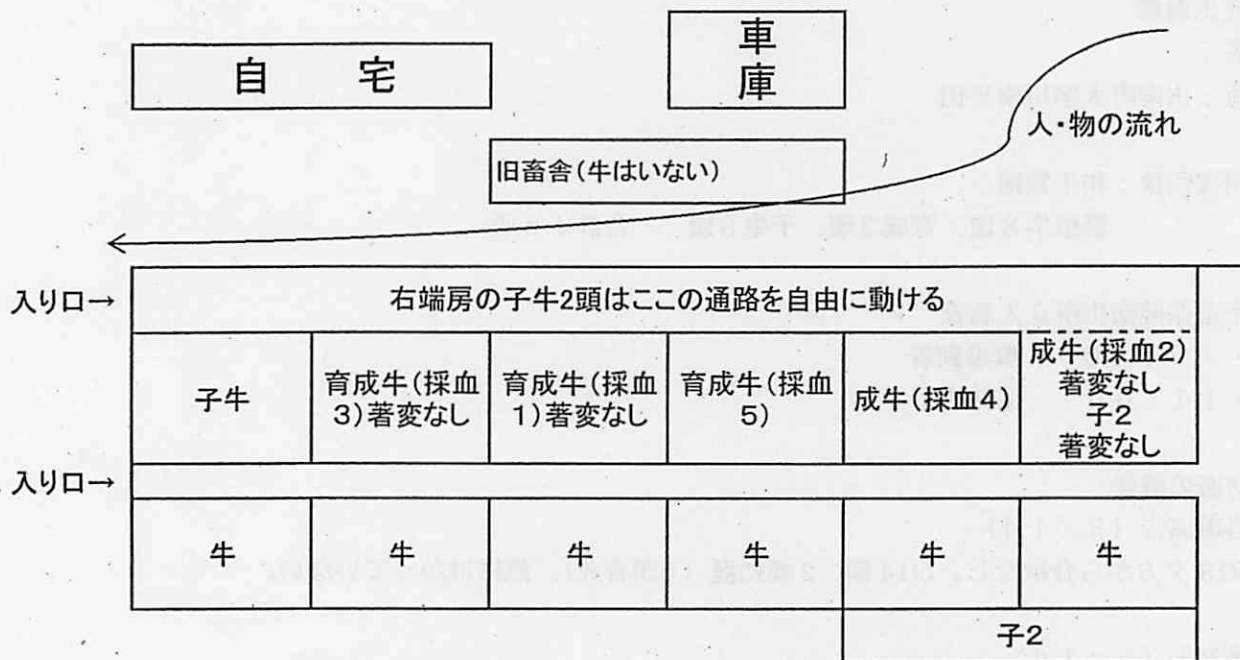 自 宅
車
庫
人・物の流れ
旧畜舎(牛はいない)
入り口→
右端房の子牛2頭はここの通路を自由に動ける
子牛
育成牛(採血
3)著変なし
育成牛(採血
1)著変なし
育成牛(採血
5)
成牛(採血4)
成牛(採血2)
著変なし
子2
著変なし
入り口→
牛
牛
牛
牛
牛
牛
子2